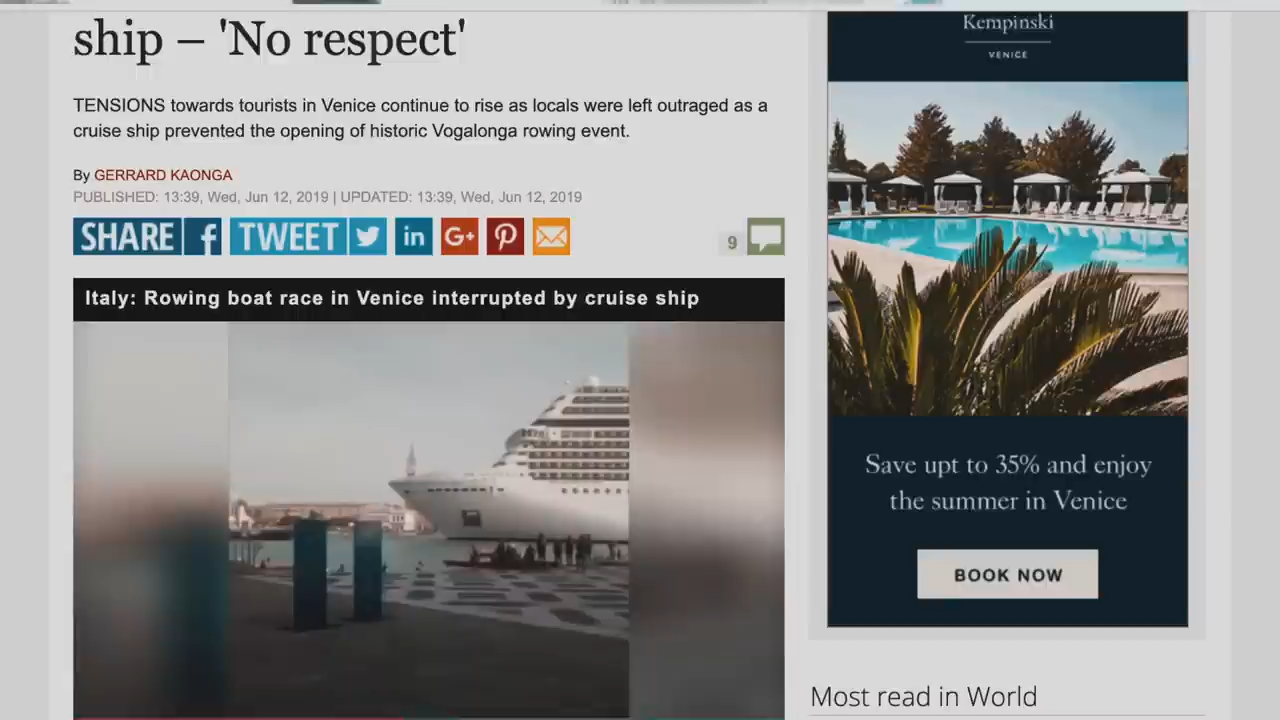 ship – 'No respect'
TENSIONS towards tourists in Venice continue to rise as locals were left outraged as a
cruise ship prevented the opening of historic Vogalonga rowing event.
By GERRARD KAONGA
PUBLISHED: 13:39, Wed, Jun 12, 2019 | UPDATED: 13:39, Wed, Jun 12, 2019
SHARE f TWEET in G+ 9
Italy: Rowing boat race in Venice interrupted by cruise ship
Kempinski
VENICE
Save upt to 35% and enjoy
the summer in Venice
BOOK NOW
Most read in World